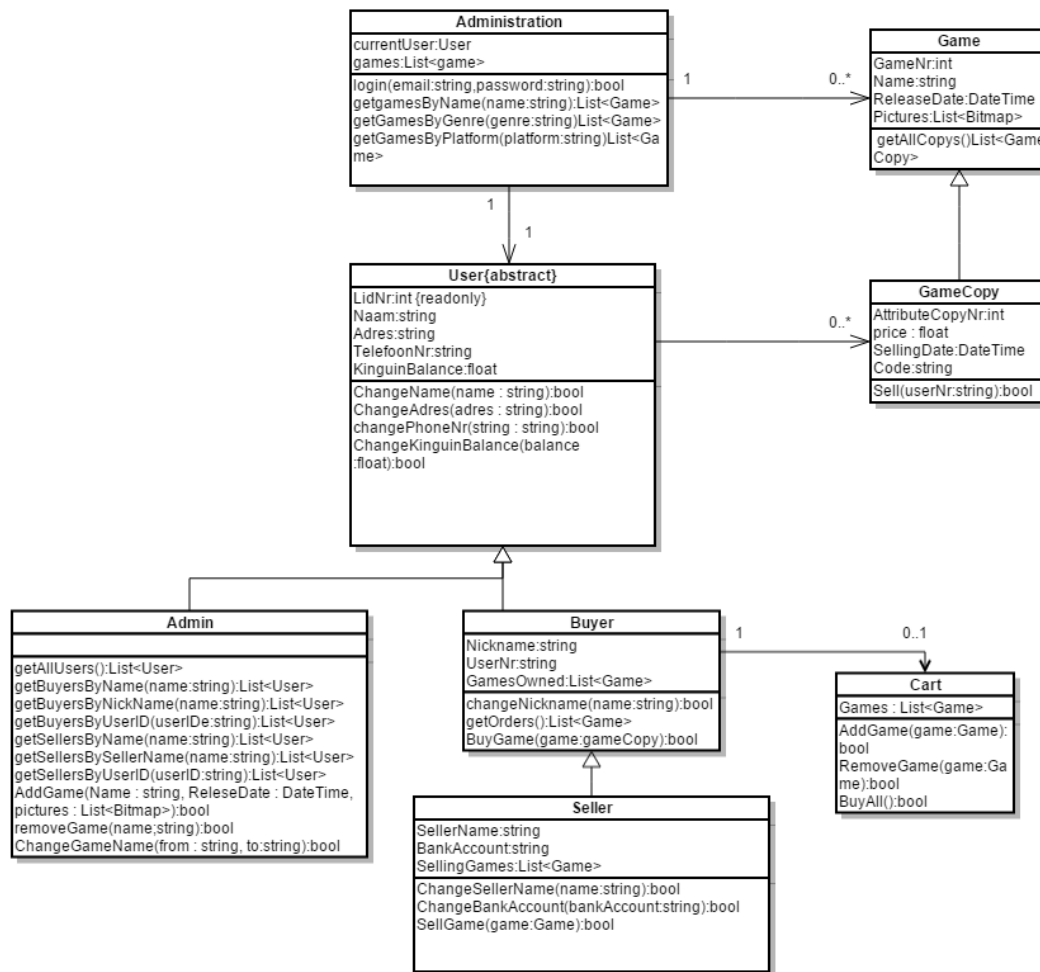 Administration
currentUser:User
games:List<game>
login(email:string,password:string):bool
getgamesByName(name:string):List<Game>
getGamesByGenre(genre:string)List<Game>
getGamesByPlatform(platform:string)List<Ga
me>
1
0..*
Game
GameNr:int
Name:string
ReleaseDate:DateTime
Pictures:List<Bitmap>
getAllCopys()List<Game
Copy>
1
1
User{abstract}
LidNr:int {readonly}
Naam:string
Adres:string
TelefoonNr:string
KinguinBalance:float
ChangeName(name : string):bool
ChangeAdres(adres : string):bool
changePhoneNr(string : string):bool
ChangeKinguinBalance(balance
:float):bool
0..*
GameCopy
AttributeCopyNr:int
price : float
SellingDate:DateTime
Code:string
Sell(userNr:string):bool
Admin
getAllUsers():List<User>
getBuyersByName(name:string):List<User>
getBuyersByNickName(name:string):List<User>
getBuyersByUserID(userIDe:string):List<User>
getSellersByName(name:string):List<User>
getSellersBySellerName(name:string):List<User>
getSellersByUserID(userID:string):List<User>
AddGame(Name : string, ReleseDate : DateTime,
pictures : List<Bitmap>):bool
removeGame(name;string):bool
ChangeGameName(from : string, to:string):bool
Buyer
Nickname:string
UserNr:string
GamesOwned:List<Game>
changeNickname(name:string):bool
getOrders():List<Game>
BuyGame(game:gameCopy):bool
1
0..1
Cart
Games : List<Game>
AddGame(game:Game):
bool
RemoveGame(game:Ga
me):bool
BuyAll():bool
Seller
SellerName:string
BankAccount:string
SellingGames:List<Game>
ChangeSellerName(name:string):bool
ChangeBankAccount(bankAccount:string):bool
SellGame(game:Game):bool